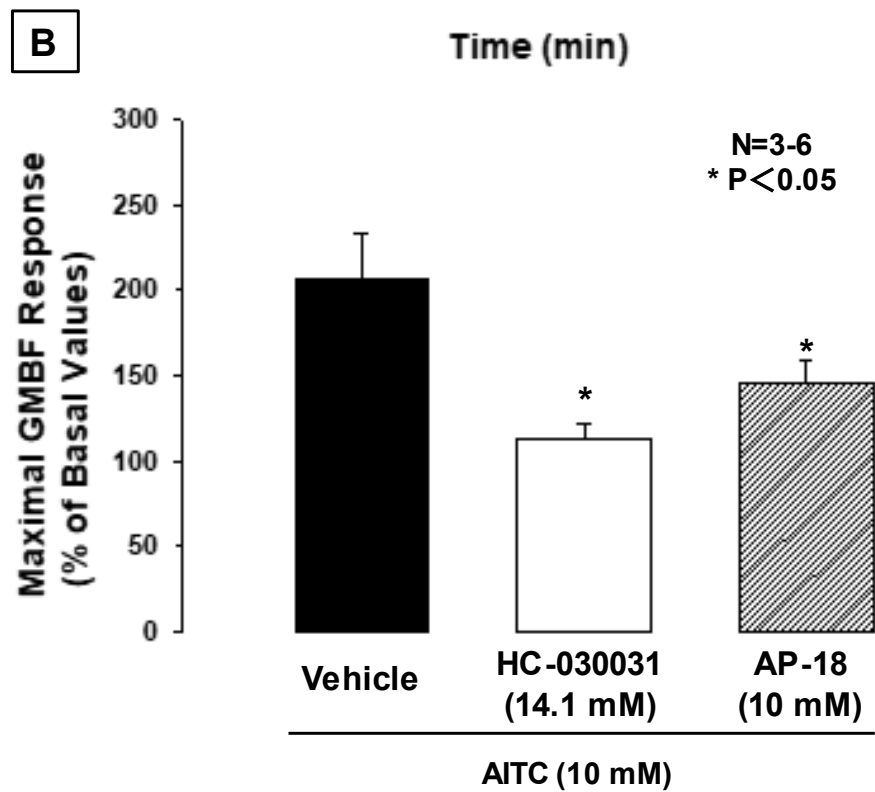 B
Time (min)
Maximal GMBF Response
(% of Basal Values)
300
250
200
150
100
50
0
N=3-6
* P＜0.05
*
*
Vehicle
HC-030031
(14.1 mM)
AP-18
(10 mM)
AITC (10 mM)